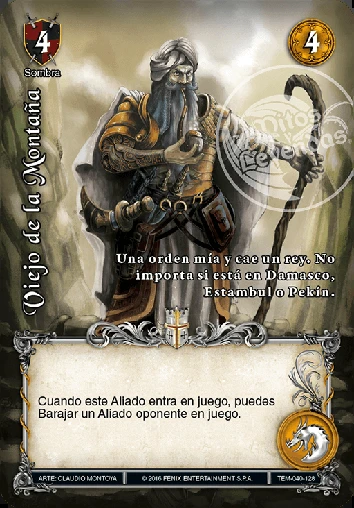 4
4
Sombra
Mitos
Leyendas
Viejo de la Montaña
Una orden mía y cae un rey. No
importa si está en Damasco,
Estambul o Pekín.
Cuando este Aliado entra en juego, puedes
Barajar un Aliado oponente en juego.
ARTE: CLAUDIO MONTOYA
© 2016 FENIX ENTERTAINMENT S.P.A.
TEM-040-128